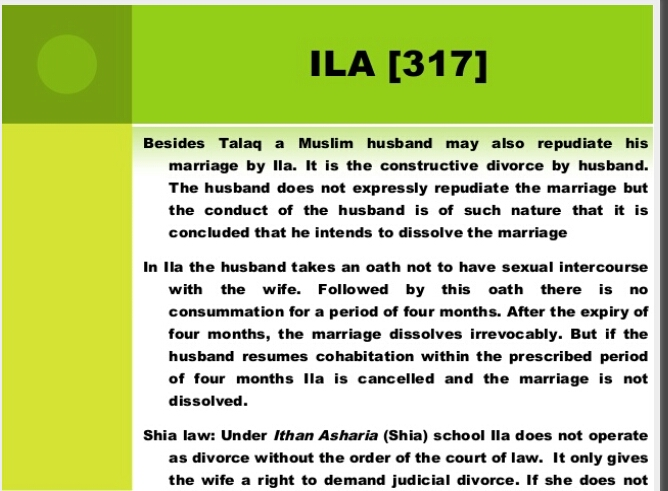 ILA [317]
Besides Talaq a Muslim husband may also repudiate his
marriage by Ila. It is the constructive divorce by husband.
The husband does not expressly repudiate the marriage but
the conduct of the husband is of such nature that it is
concluded that he intends to dissolve the marriage
In Ila the husband takes an oath not to have sexual intercourse
with the wife. Followed by this oath there is no
consummation for a period of four months. After the expiry of
four months, the marriage dissolves irrevocably. But if the
husband resumes cohabitation within the prescribed period
of four months Ila is cancelled and the marriage is not
dissolved.
Shia law: Under Ithan Asharia (Shia) school Ila does not operate
as divorce without the order of the court of law. It only gives
the wife a right to demand judicial divorce. If she does not